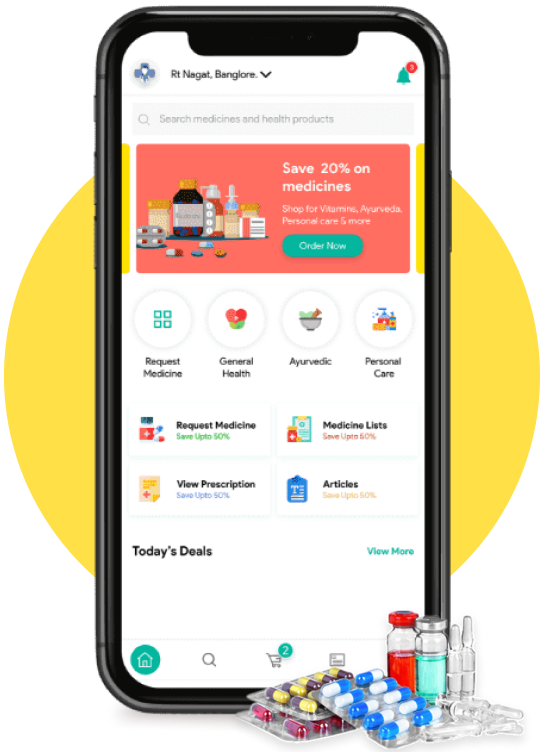 Rt Nagat, Banglore.
3
Search medicines and health products
Save 20% on
medicines
Shop for Vitamins, Ayurveda,
Personal care & more
Order Now
Request
Medicine
General
Health
Ayurvedic
Personal
Care
Request Medicine
Save Upto 50%
Medicine Lists
Save Upto 50%
View Prescription
Save Upto 50%
Articles
Save Upto 50%
Today's Deals
View More
2